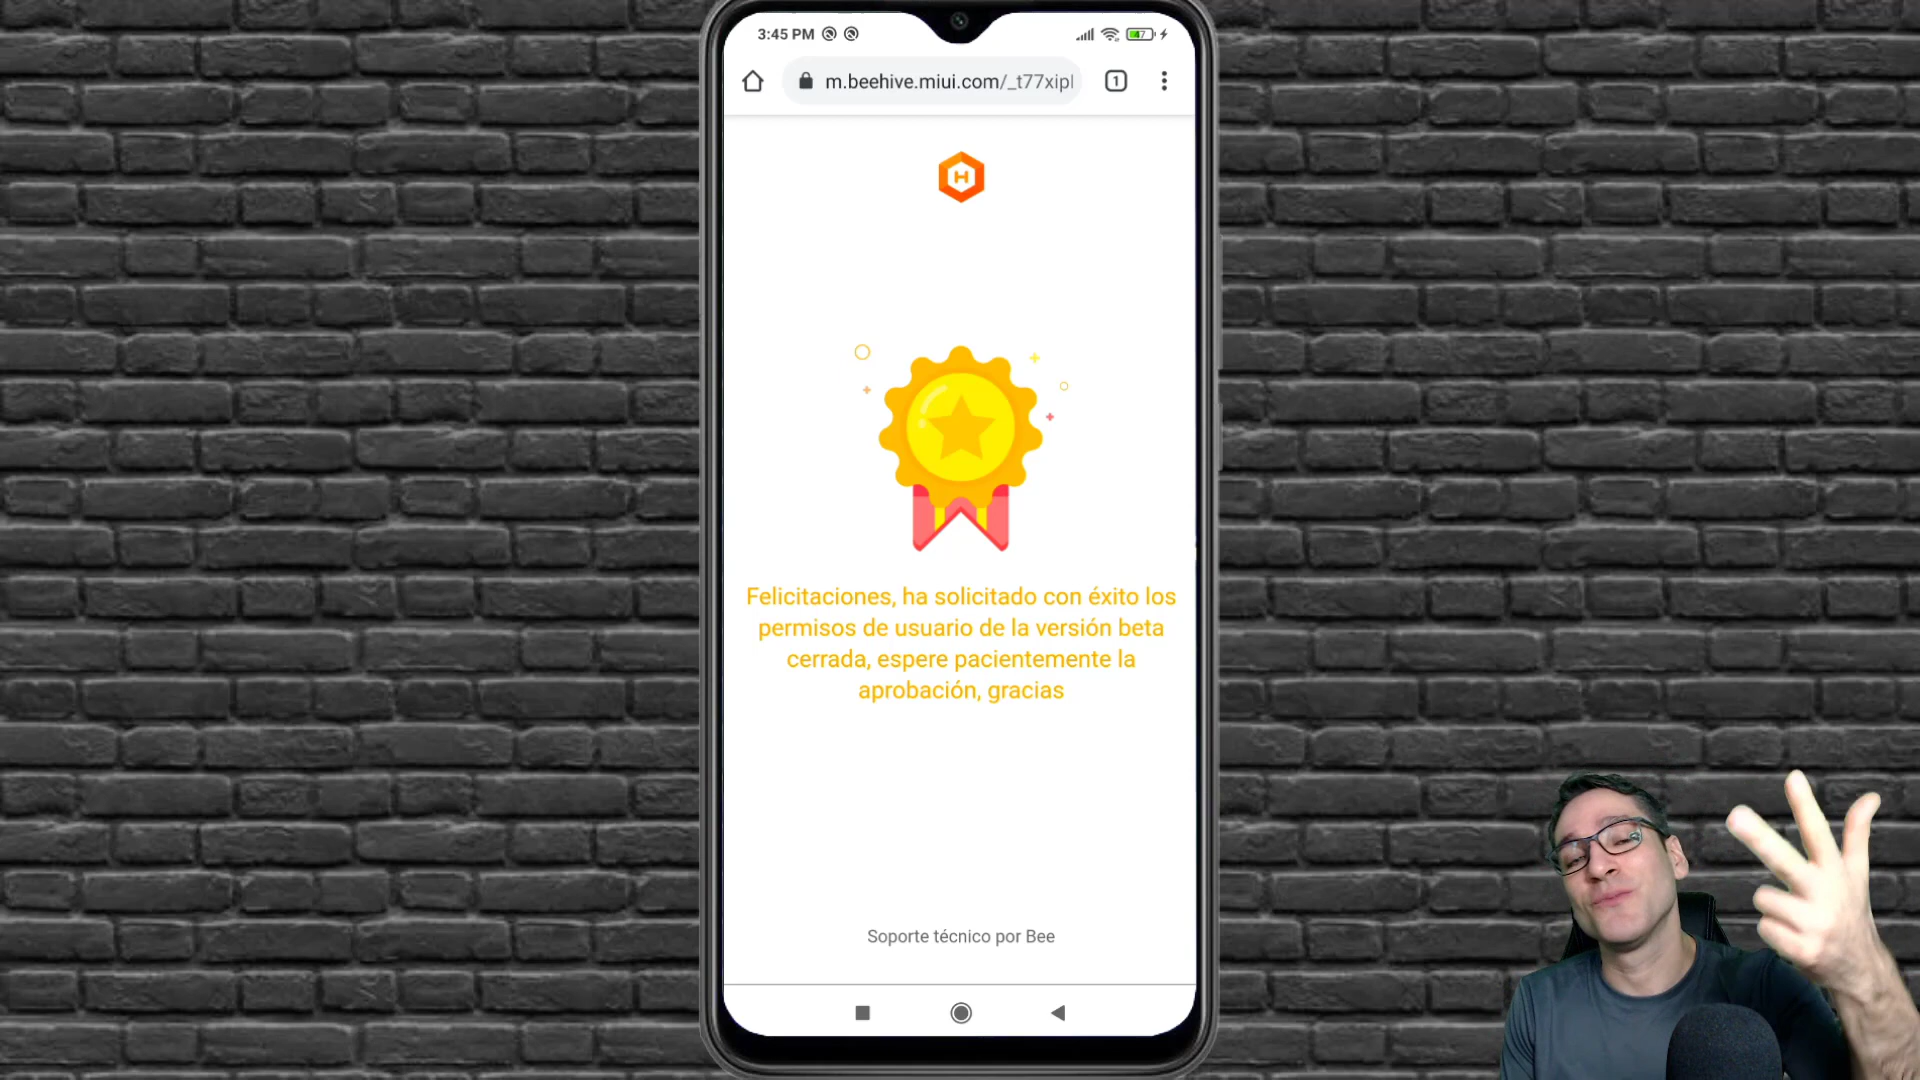 3:45 PM
47
m.beehive.miui.com/_t77xipl
1
H
Felicitaciones, ha solicitado con éxito los
permisos de usuario de la versión beta
cerrada, espere pacientemente la
aprobación, gracias
Soporte técnico por Bee